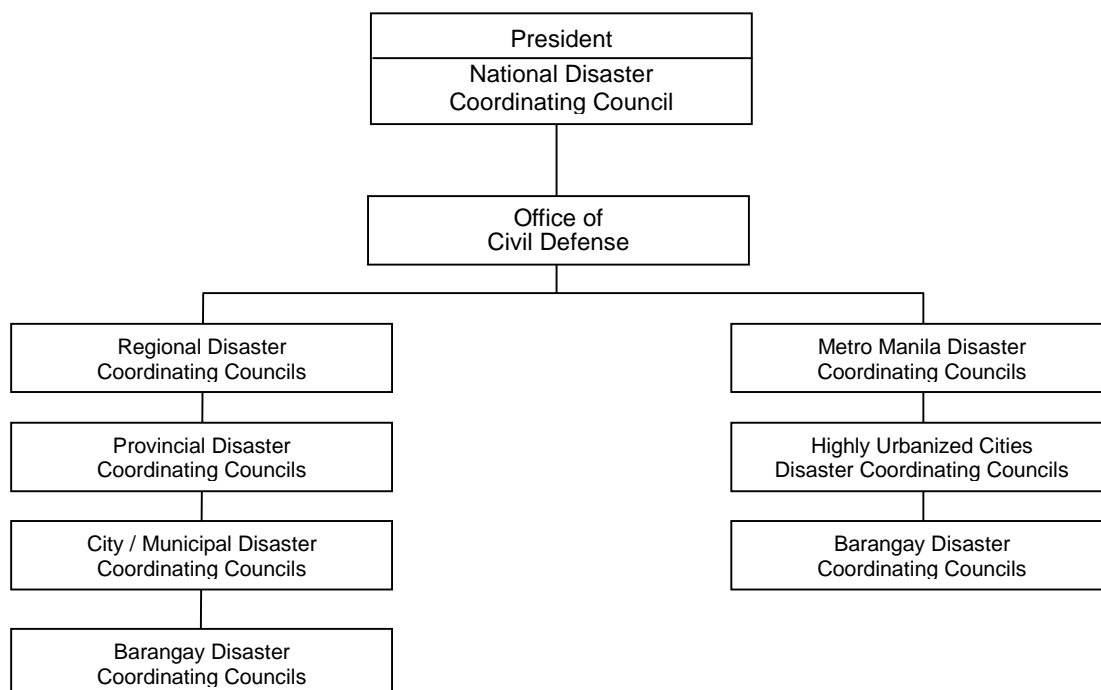 President
National Disaster
Coordinating Council
Office of
Civil Defense
Regional Disaster
Coordinating Councils
Metro Manila Disaster
Coordinating Councils
Provincial Disaster
Coordinating Councils
Highly Urbanized Cities
Disaster Coordinating Councils
City / Municipal Disaster
Coordinating Councils
Barangay Disaster
Coordinating Councils
Barangay Disaster
Coordinating Councils